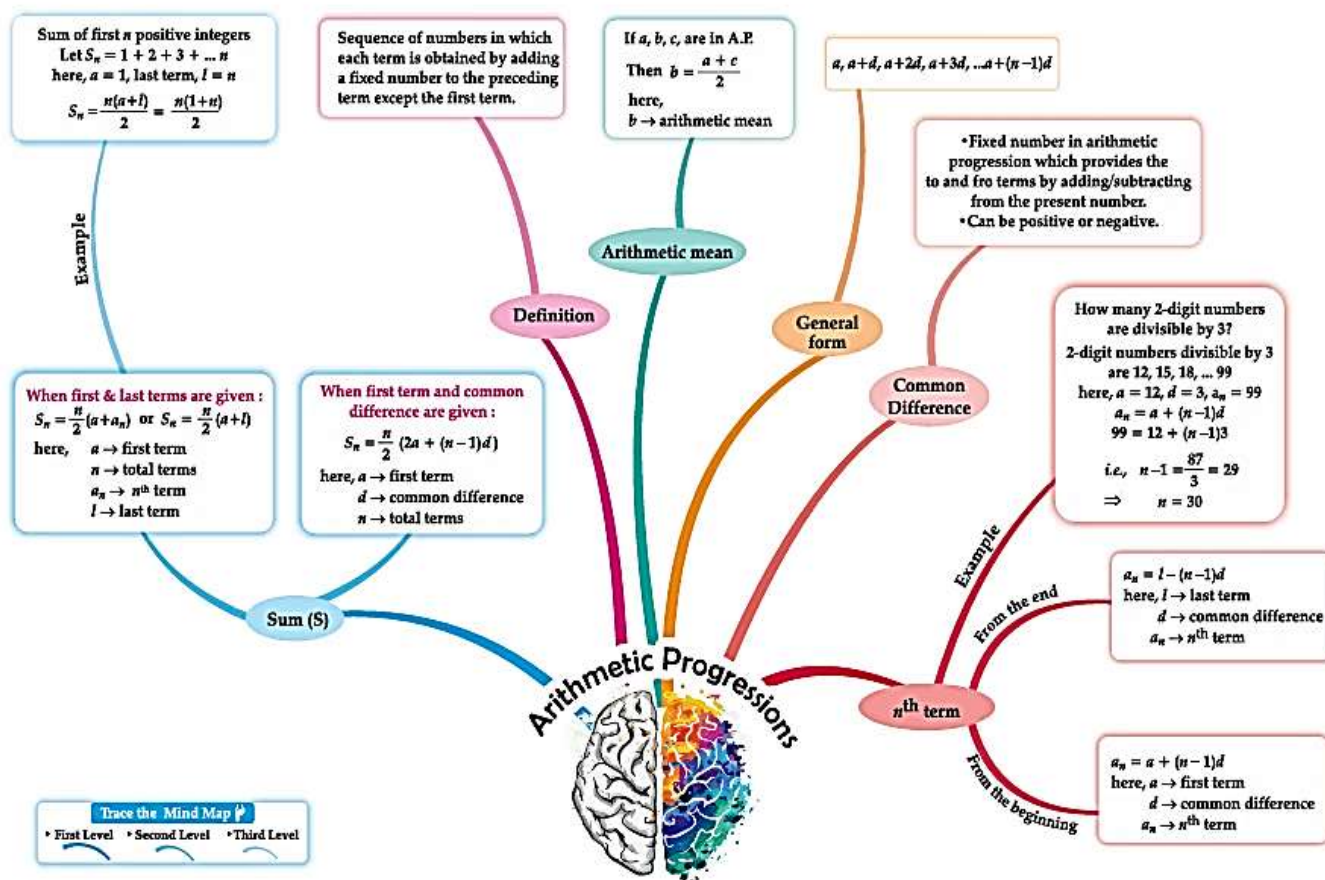 Sum of first n positive integers
Let Sₙ = 1 + 2 + 3 + ... n
here, a = 1, last term, l = n
Sₙ = n(a+l)/2 = n(1+n)/2
Example
When first & last terms are given :
Sₙ = n/2 (a+aₙ) or Sₙ = n/2 (a+l)
here, a → first term
n → total terms
aₙ → nᵗʰ term
l → last term
When first term and common
difference are given :
Sₙ = n/2 (2a + (n−1)d)
here, a → first term
d → common difference
n → total terms
Sum (S)
Sequence of numbers in which
each term is obtained by adding
a fixed number to the preceding
term except the first term.
Definition
If a, b, c, are in A.P.
Then b = a + c/2
here,
b → arithmetic mean
Arithmetic mean
a, a+d, a+2d, a+3d, ...a+(n−1)d
General
form
•Fixed number in arithmetic
progression which provides the
to and fro terms by adding/subtracting
from the present number.
•Can be positive or negative.
Common
Difference
How many 2-digit numbers
are divisible by 3?
2-digit numbers divisible by 3
are 12, 15, 18, ... 99
here, a = 12, d = 3, aₙ = 99
aₙ = a + (n−1)d
99 = 12 + (n−1)3
i.e., n−1 = 87/3 = 29
⇒ n = 30
Example
From the end
aₙ = l − (n−1)d
here, l → last term
d → common difference
aₙ → nᵗʰ term
nᵗʰ term
From the beginning
aₙ = a + (n−1)d
here, a → first term
d → common difference
aₙ → nᵗʰ term
Arithmetic Progressions
Trace the Mind Map
▸ First Level ▸ Second Level ▸ Third Level